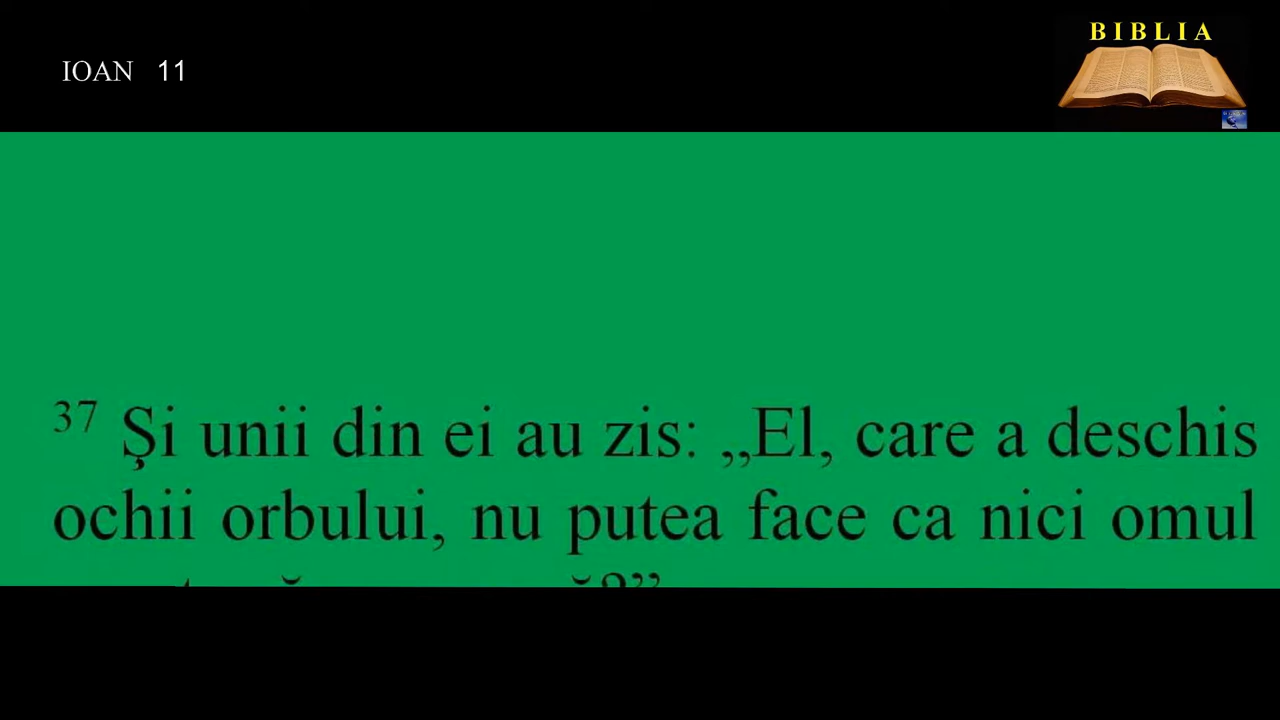 BIBLIA
IOAN 11
37 Şi unii din ei au zis: „El, care a deschis
ochii orbului, nu putea face ca nici omul